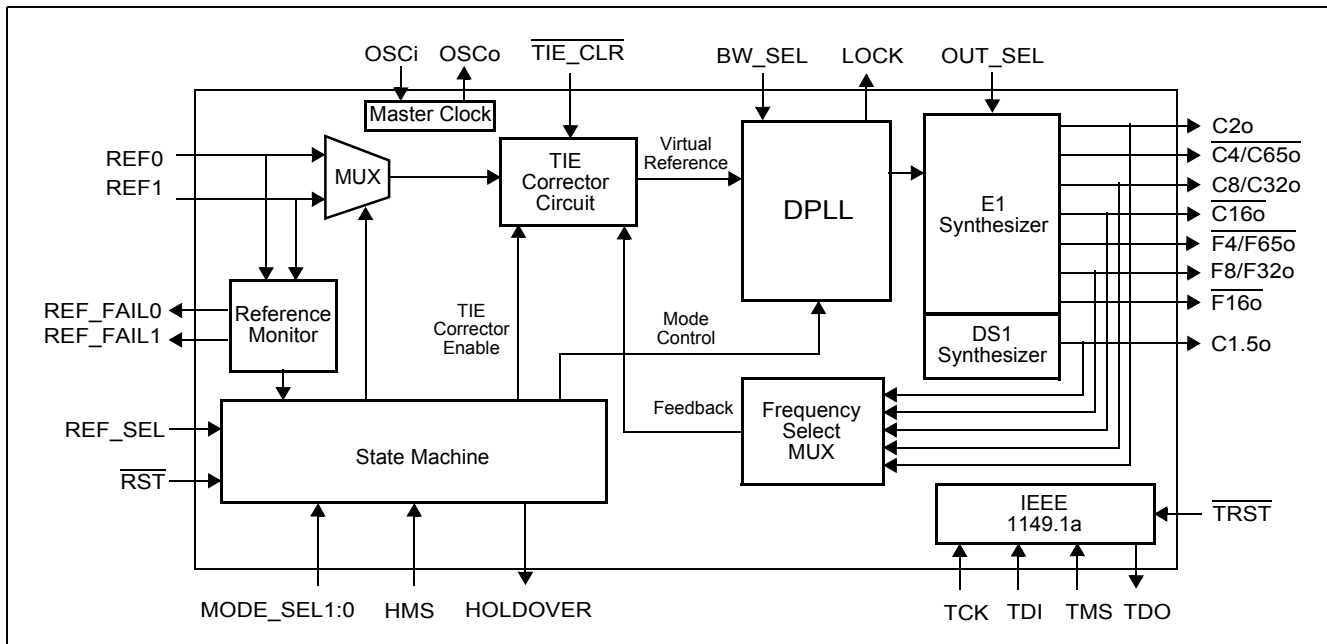 OSCi OSCo TIE_CLR BW_SEL LOCK OUT_SEL
Master Clock
REF0
REF1
MUX
TIE
Corrector
Circuit
Virtual
Reference
DPLL
E1
Synthesizer
DS1
Synthesizer
C2o
C4/C65o
C8/C32o
C16o
F4/F65o
F8/F32o
F16o
C1.5o
REF_FAIL0
REF_FAIL1
Reference
Monitor
TIE
Corrector
Enable
Mode
Control
Feedback
Frequency
Select
MUX
REF_SEL
RST
State Machine
IEEE
1149.1a
TRST
MODE_SEL1:0 HMS HOLDOVER TCK TDI TMS TDO